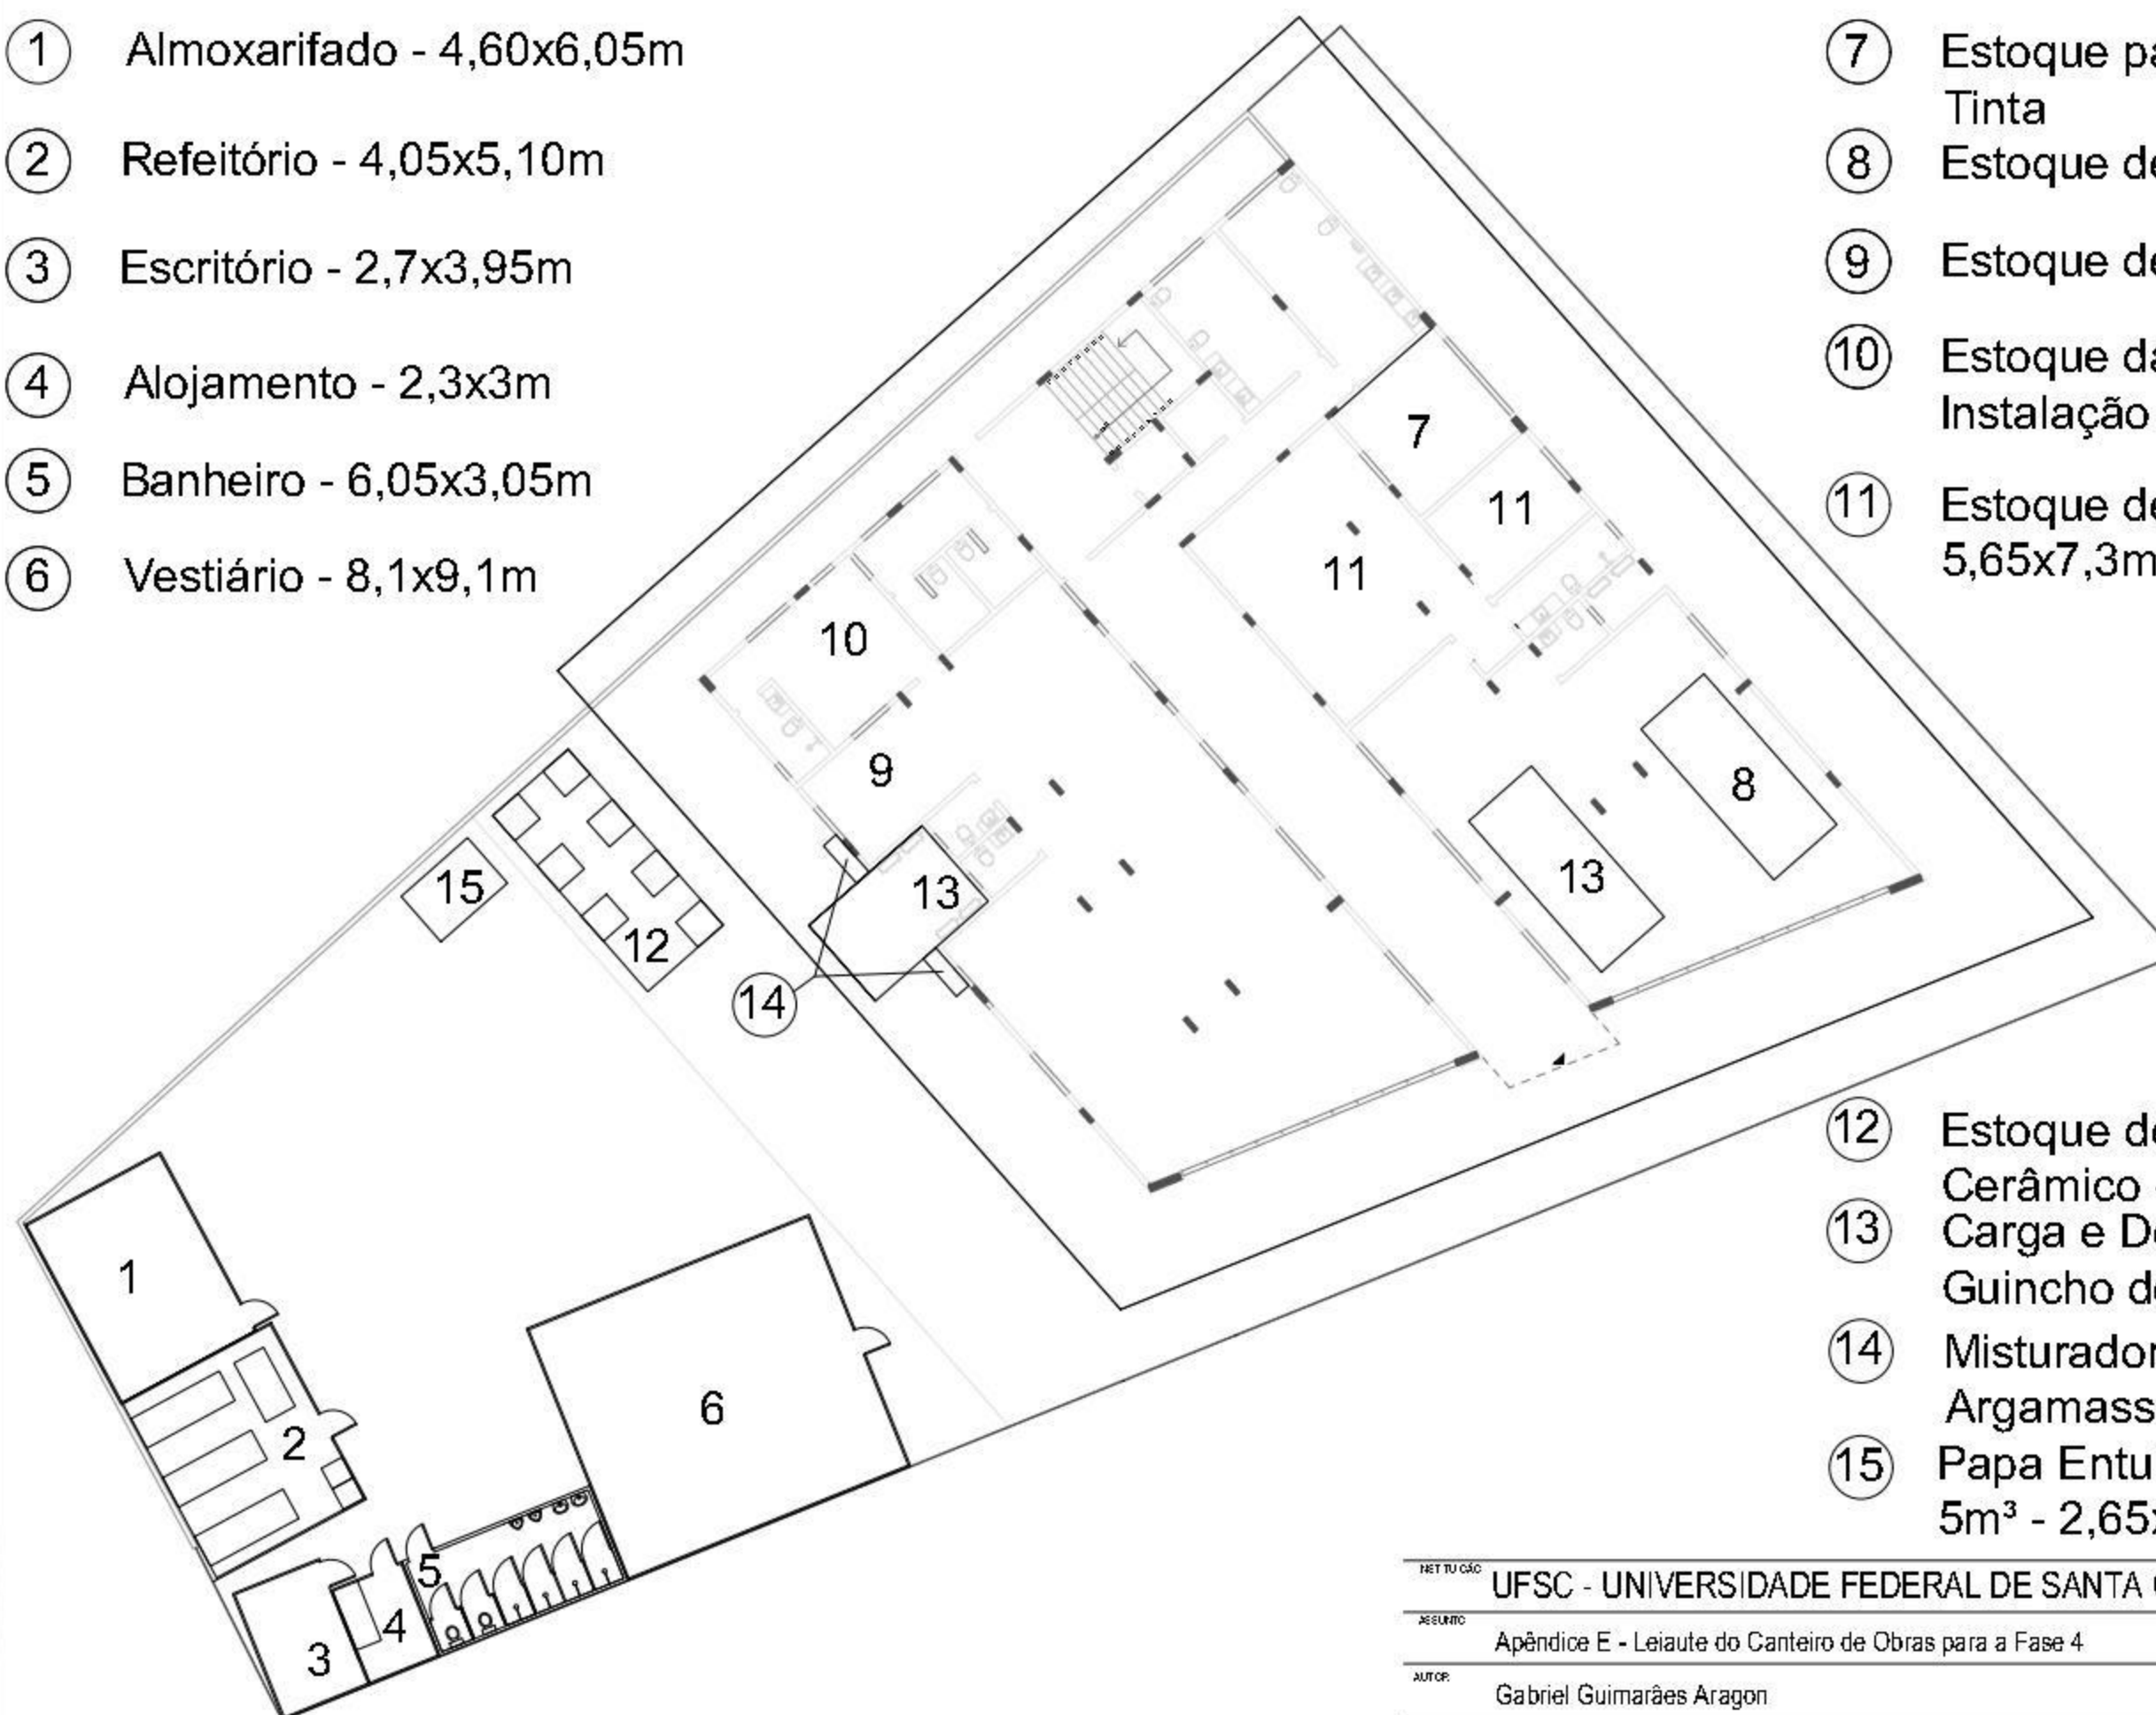 1 Almoxarifado - 4,60x6,05m
2 Refeitório - 4,05x5,10m
3 Escritório - 2,7x3,95m
4 Alojamento - 2,3x3m
5 Banheiro - 6,05x3,05m
6 Vestiário - 8,1x9,1m
7 Estoque pa
Tinta
8 Estoque de
9 Estoque de
10 Estoque da
Instalação
11 Estoque de
5,65x7,3m
7
11
11
10
9
8
13
13
15
12
14
1
2
6
5
4
3
12 Estoque de
Cerâmico
13 Carga e De
Guincho de
14 Misturador
Argamass
15 Papa Entu
5m³ - 2,65x
UFSC - UNIVERSIDADE FEDERAL DE SANTA
ASSUNTO
Apêndice E - Leiaute do Canteiro de Obras para a Fase 4
AUTOR
Gabriel Guimarães Aragon